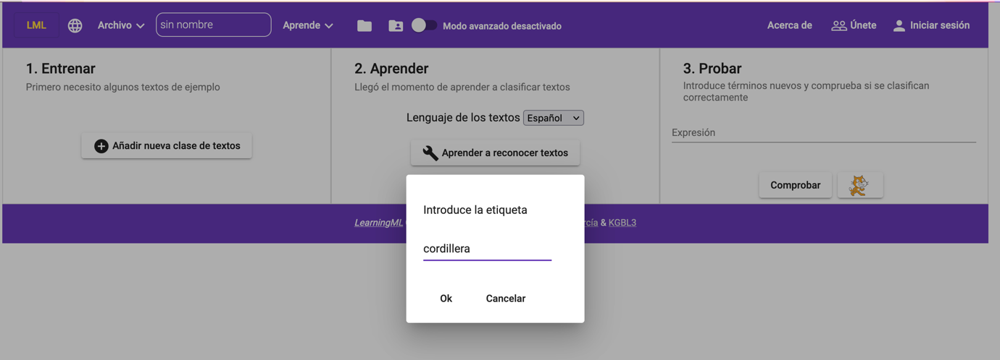 LML Archivo sin nombre Aprende Modo avanzado desactivado Acerca de Únete Iniciar sesión
1. Entrenar
Primero necesito algunos textos de ejemplo
Añadir nueva clase de textos
2. Aprender
Llegó el momento de aprender a clasificar textos
Lenguaje de los textos Español
Aprender a reconocer textos
3. Probar
Introduce términos nuevos y comprueba si se clasifican
correctamente
Expresión
Comprobar
Introduce la etiqueta
cordillera
Ok Cancelar
LearningML & KGBL3